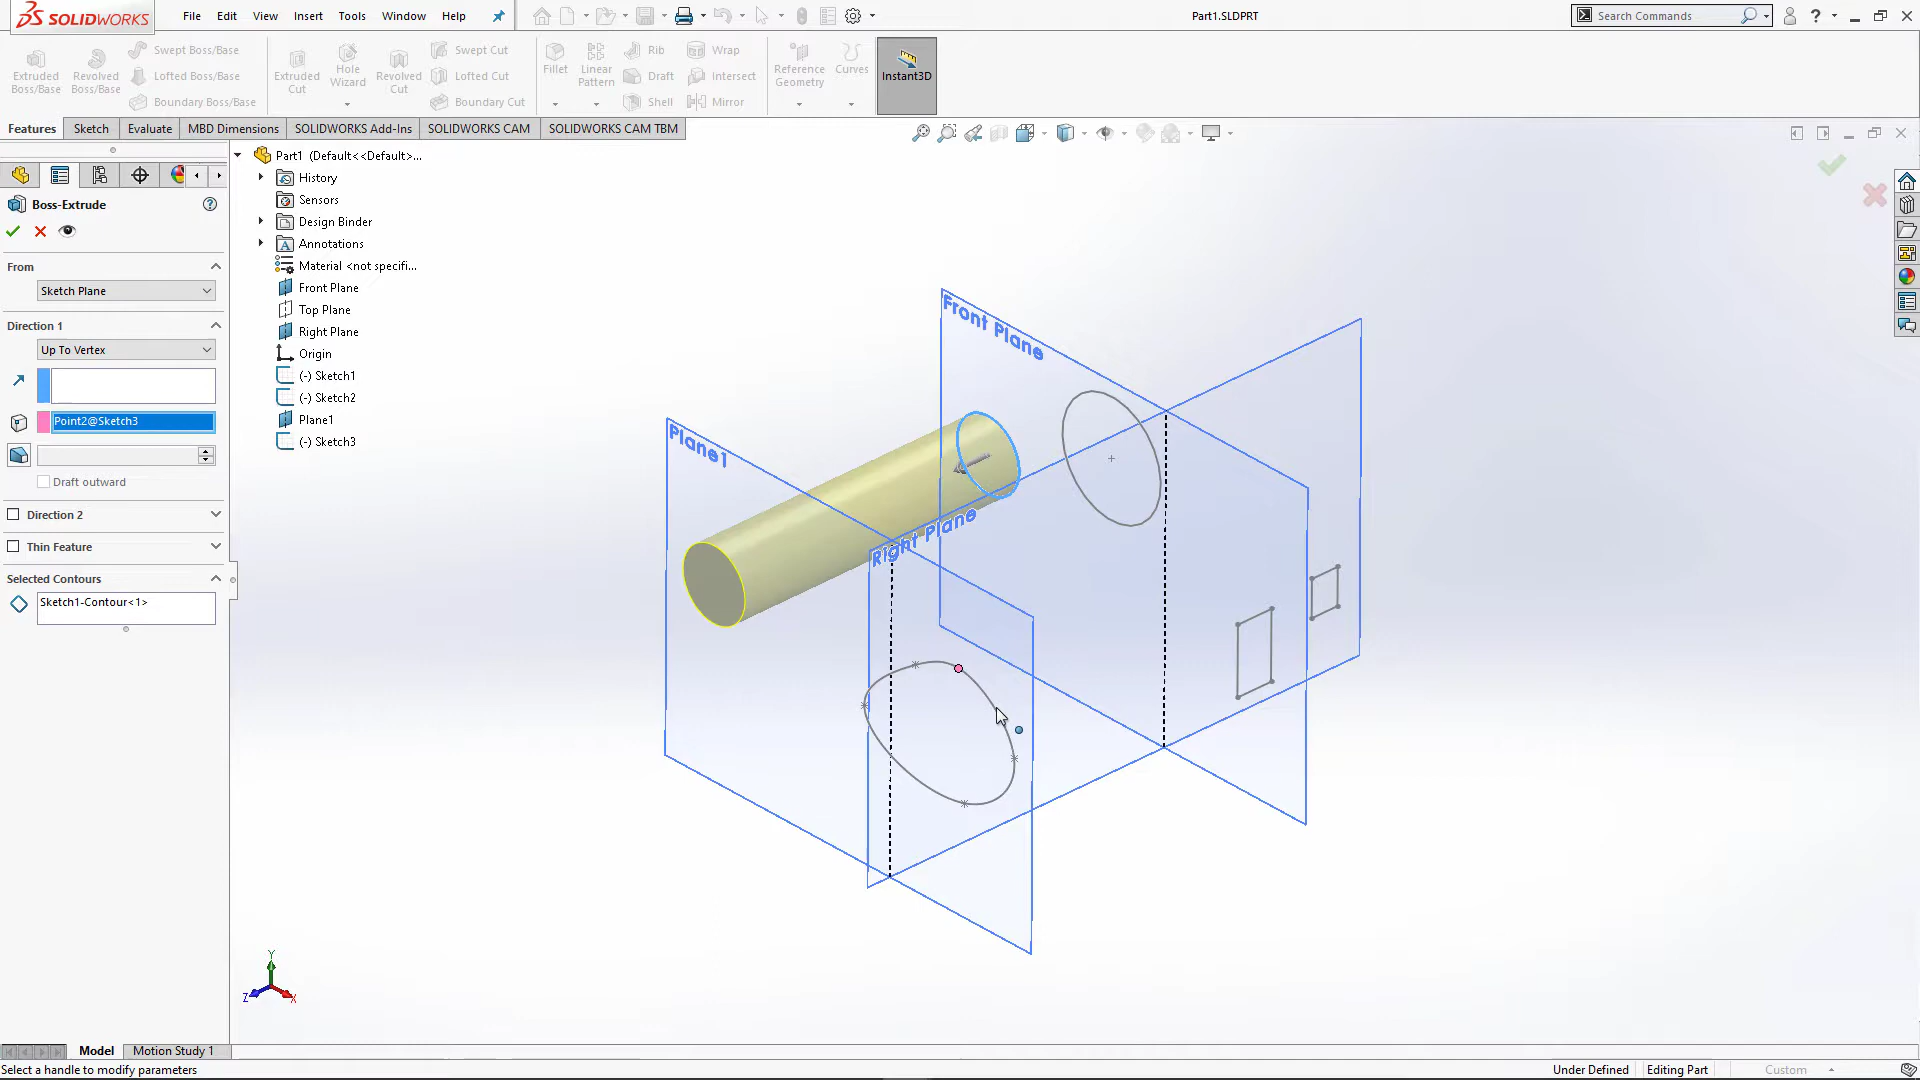 SOLIDWORKS
File Edit View Insert Tools Window Help
Part1.SLDPRT
Search Commands
?
Extruded Boss/Base
Revolved Boss/Base
Swept Boss/Base
Lofted Boss/Base
Boundary Boss/Base
Extruded Cut
Hole Wizard
Revolved Cut
Swept Cut
Lofted Cut
Boundary Cut
Fillet
Linear Pattern
Rib
Draft
Shell
Wrap
Intersect
Mirror
Reference Geometry
Curves
Instant3D
Features Sketch Evaluate MBD Dimensions SOLIDWORKS Add-Ins SOLIDWORKS CAM SOLIDWORKS CAM TBM
Boss-Extrude
From
Sketch Plane
Direction 1
Up To Vertex
Point2@Sketch3
Draft outward
Direction 2
Thin Feature
Selected Contours
Sketch1-Contour<1>
Part1 (Default<<Default>...
History
Sensors
Design Binder
Annotations
Material <not specifi...
Front Plane
Top Plane
Right Plane
Origin
(-) Sketch1
(-) Sketch2
Plane1
(-) Sketch3
Front Plane
Plane1
Right Plane
Y
Z
X
Model Motion Study 1
Select a handle to modify parameters
Under Defined Editing Part Custom